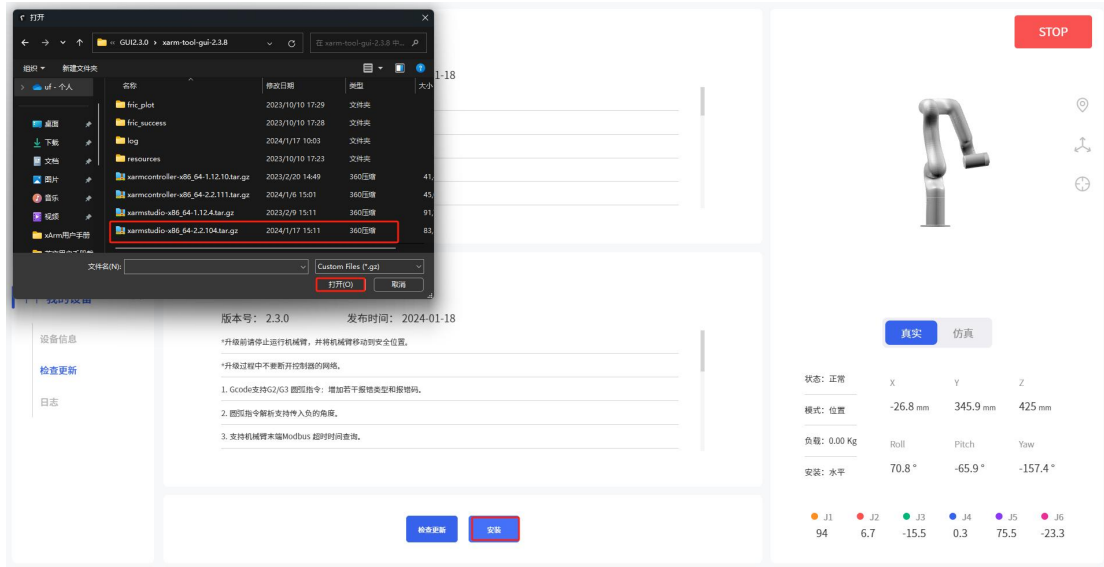 打开
GUI2.3.0 › xarm-tool-gui-2.3.8
在 xarm-tool-gui-2.3.8 中...
组织 新建文件夹
uf - 个人
桌面
下载
文档
图片
音乐
视频
xArm用户手册
名称 修改日期 类型 大小
fric_plot 2023/10/10 17:29 文件夹
fric_success 2023/10/10 17:28 文件夹
log 2024/1/17 10:03 文件夹
resources 2023/10/10 17:23 文件夹
xarmcontroller-x86_64-1.12.10.tar.gz 2023/2/20 14:49 360压缩 41,
xarmcontroller-x86_64-2.2.111.tar.gz 2024/1/6 15:01 360压缩 45,
xarmstudio-x86_64-1.12.4.tar.gz 2023/2/9 15:11 360压缩 91,
xarmstudio-x86_64-2.2.104.tar.gz 2024/1/17 15:11 360压缩 83,
文件名(N): Custom Files (*.gz)
打开(O) 取消
1-18
我的设备
设备信息
检查更新
日志
版本号： 2.3.0 发布时间： 2024-01-18
*升级前请停止运行机械臂，并将机械臂移动到安全位置。
*升级过程中不要断开控制器的网络。
1. Gcode支持G2/G3 圆弧指令；增加若干报错类型和报错码。
2. 圆弧指令解析支持传入负的角度。
3. 支持机械臂末端Modbus 超时时间查询。
检查更新 安装
STOP
真实 仿真
状态：正常
模式：位置
负载：0.00 Kg
安装：水平
X Y Z
-26.8 mm 345.9 mm 425 mm
Roll Pitch Yaw
70.8 ° -65.9 ° -157.4 °
J1 J2 J3 J4 J5 J6
94 6.7 -15.5 0.3 75.5 -23.3